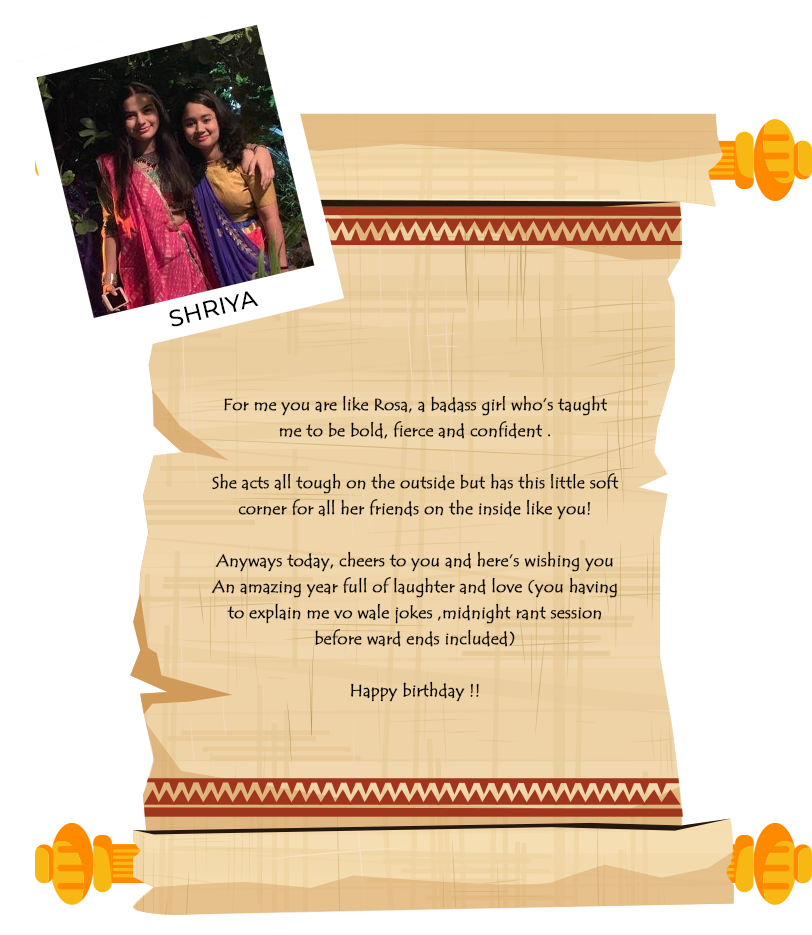 SHRIYA
For me you are like Rosa, a badass girl who's taught
me to be bold, fierce and confident .
She acts all tough on the outside but has this little soft
corner for all her friends on the inside like you!
Anyways today, cheers to you and here's wishing you
An amazing year full of laughter and love (you having
to explain me vo wale jokes ,midnight rant session
before ward ends included)
Happy birthday !!